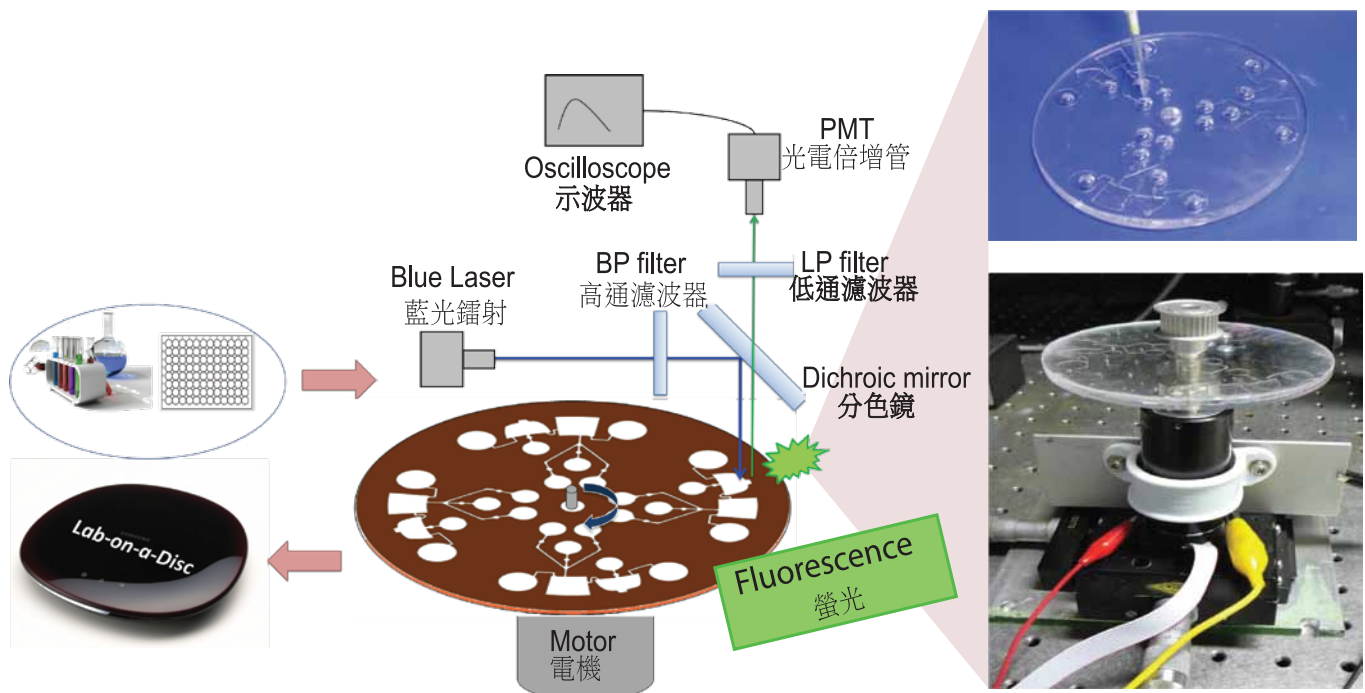 Oscilloscope
示波器
PMT
光電倍增管
Blue Laser
藍光鐳射
BP filter
高通濾波器
LP filter
低通濾波器
Dichroic mirror
分色鏡
Lab-on-a-Disc
Fluorescence
螢光
Motor
電機